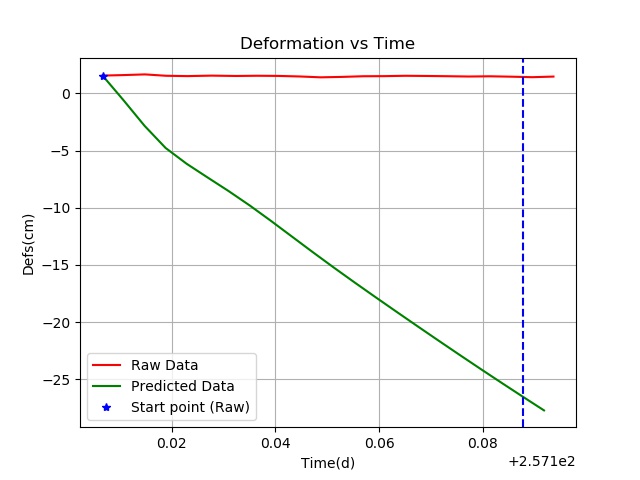 Deformation vs Time
Defs(cm)
0
−5
−10
−15
−20
−25
Raw Data
Predicted Data
Start point (Raw)
0.02
0.04
0.06
0.08
Time(d)
+2.571e2